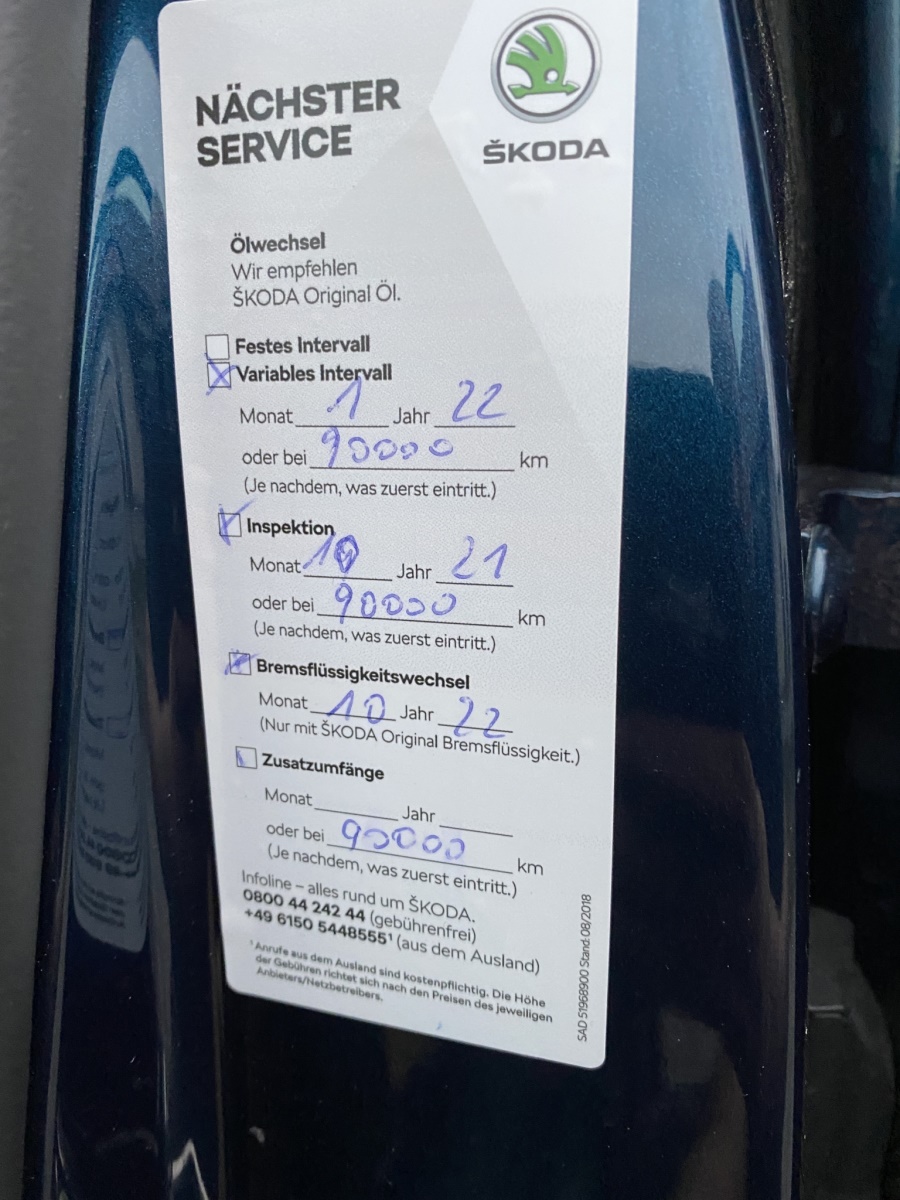 NÄCHSTER
SERVICE
ŠKODA
Ölwechsel
Wir empfehlen
ŠKODA Original Öl.
Festes Intervall
Variables Intervall
Monat 1 Jahr 22
oder bei 90000 km
(Je nachdem, was zuerst eintritt.)
Inspektion
Monat 10 Jahr 21
oder bei 90000 km
(Je nachdem, was zuerst eintritt.)
Bremsflüssigkeitswechsel
Monat 10 Jahr 22
(Nur mit ŠKODA Original Bremsflüssigkeit.)
Zusatzumfänge
Monat Jahr
oder bei 90000 km
(Je nachdem, was zuerst eintritt.)
Infoline – alles rund um ŠKODA.
0800 44 242 44 (gebührenfrei)
+49 6150 5448555¹ (aus dem Ausland)
¹Anrufe aus dem Ausland sind kostenpflichtig. Die Höhe
der Gebühren richtet sich nach den Preisen des jeweiligen
Anbieters/Netzbetreibers.
SAD 51968900 Stand: 08/2018